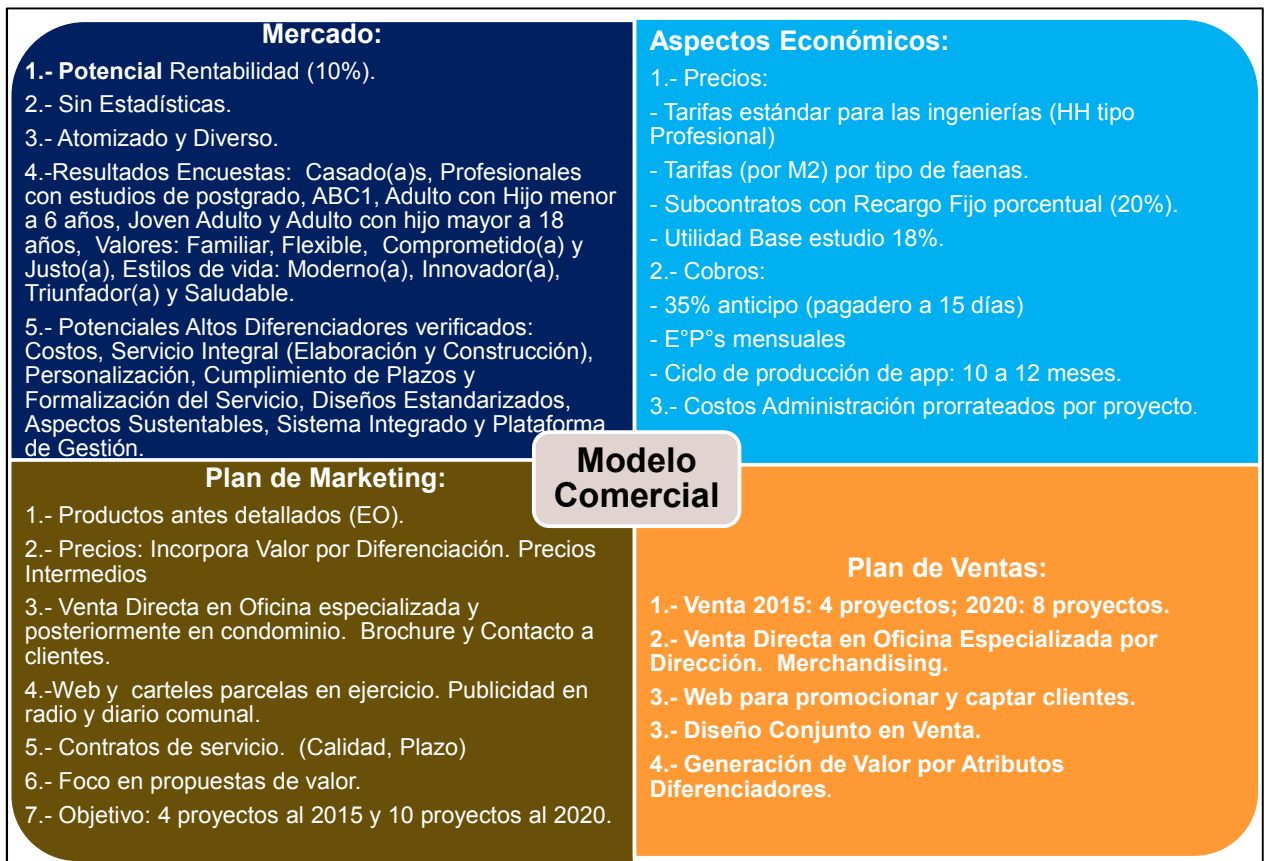 Mercado:
1.- Potencial Rentabilidad (10%).
2.- Sin Estadísticas.
3.- Atomizado y Diverso.
4.-Resultados Encuestas: Casado(a)s, Profesionales
con estudios de postgrado, ABC1, Adulto con Hijo menor
a 6 años, Joven Adulto y Adulto con hijo mayor a 18
años, Valores: Familiar, Flexible, Comprometido(a) y
Justo(a), Estilos de vida: Moderno(a), Innovador(a),
Triunfador(a) y Saludable.
5.- Potenciales Altos Diferenciadores verificados:
Costos, Servicio Integral (Elaboración y Construcción),
Personalización, Cumplimiento de Plazos y
Formalización del Servicio, Diseños Estandarizados,
Aspectos Sustentables, Sistema Integrado y Plataforma
de Gestión.
Aspectos Económicos:
1.- Precios:
- Tarifas estándar para las ingenierías (HH tipo
Profesional)
- Tarifas (por M2) por tipo de faenas.
- Subcontratos con Recargo Fijo porcentual (20%).
- Utilidad Base estudio 18%.
2.- Cobros:
- 35% anticipo (pagadero a 15 días)
- E°P°s mensuales
- Ciclo de producción de app: 10 a 12 meses.
3.- Costos Administración prorrateados por proyecto.
Modelo
Comercial
Plan de Marketing:
1.- Productos antes detallados (EO).
2.- Precios: Incorpora Valor por Diferenciación. Precios
Intermedios
3.- Venta Directa en Oficina especializada y
posteriormente en condominio. Brochure y Contacto a
clientes.
4.-Web y carteles parcelas en ejercicio. Publicidad en
radio y diario comunal.
5.- Contratos de servicio. (Calidad, Plazo)
6.- Foco en propuestas de valor.
7.- Objetivo: 4 proyectos al 2015 y 10 proyectos al 2020.
Plan de Ventas:
1.- Venta 2015: 4 proyectos; 2020: 8 proyectos.
2.- Venta Directa en Oficina Especializada por
Dirección. Merchandising.
3.- Web para promocionar y captar clientes.
3.- Diseño Conjunto en Venta.
4.- Generación de Valor por Atributos
Diferenciadores.